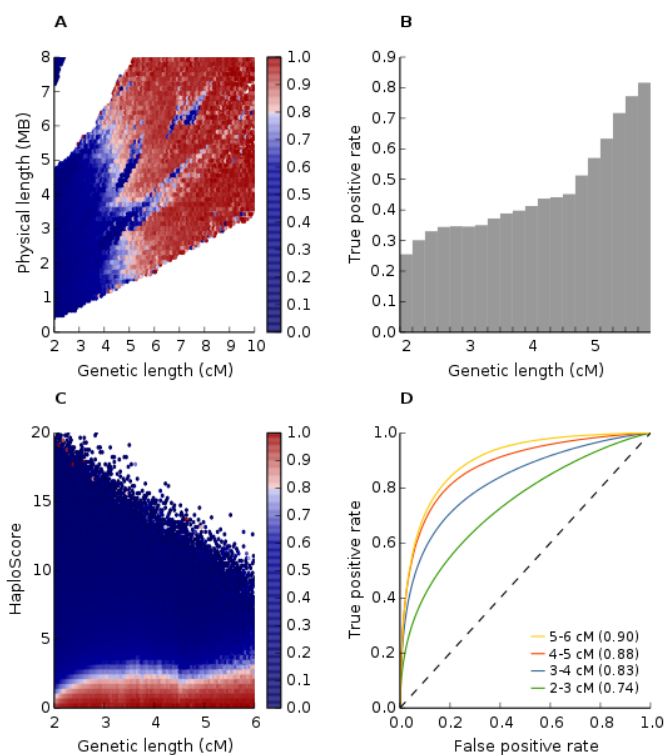 A
B
8
7
6
5
4
3
2
1
0
Physical length (MB)
2 3 4 5 6 7 8 9 10
Genetic length (cM)
1.0
0.9
0.8
0.7
0.6
0.5
0.4
0.3
0.2
0.1
0.0
0.9
0.8
0.7
0.6
0.5
0.4
0.3
0.2
0.1
0.0
True positive rate
2 3 4 5
Genetic length (cM)
C
D
20
15
10
5
0
HaploScore
2 3 4 5 6
Genetic length (cM)
1.0
0.9
0.8
0.7
0.6
0.5
0.4
0.3
0.2
0.1
0.0
1.0
0.8
0.6
0.4
0.2
0.0
True positive rate
5-6 cM (0.90)
4-5 cM (0.88)
3-4 cM (0.83)
2-3 cM (0.74)
0.0 0.2 0.4 0.6 0.8 1.0
False positive rate